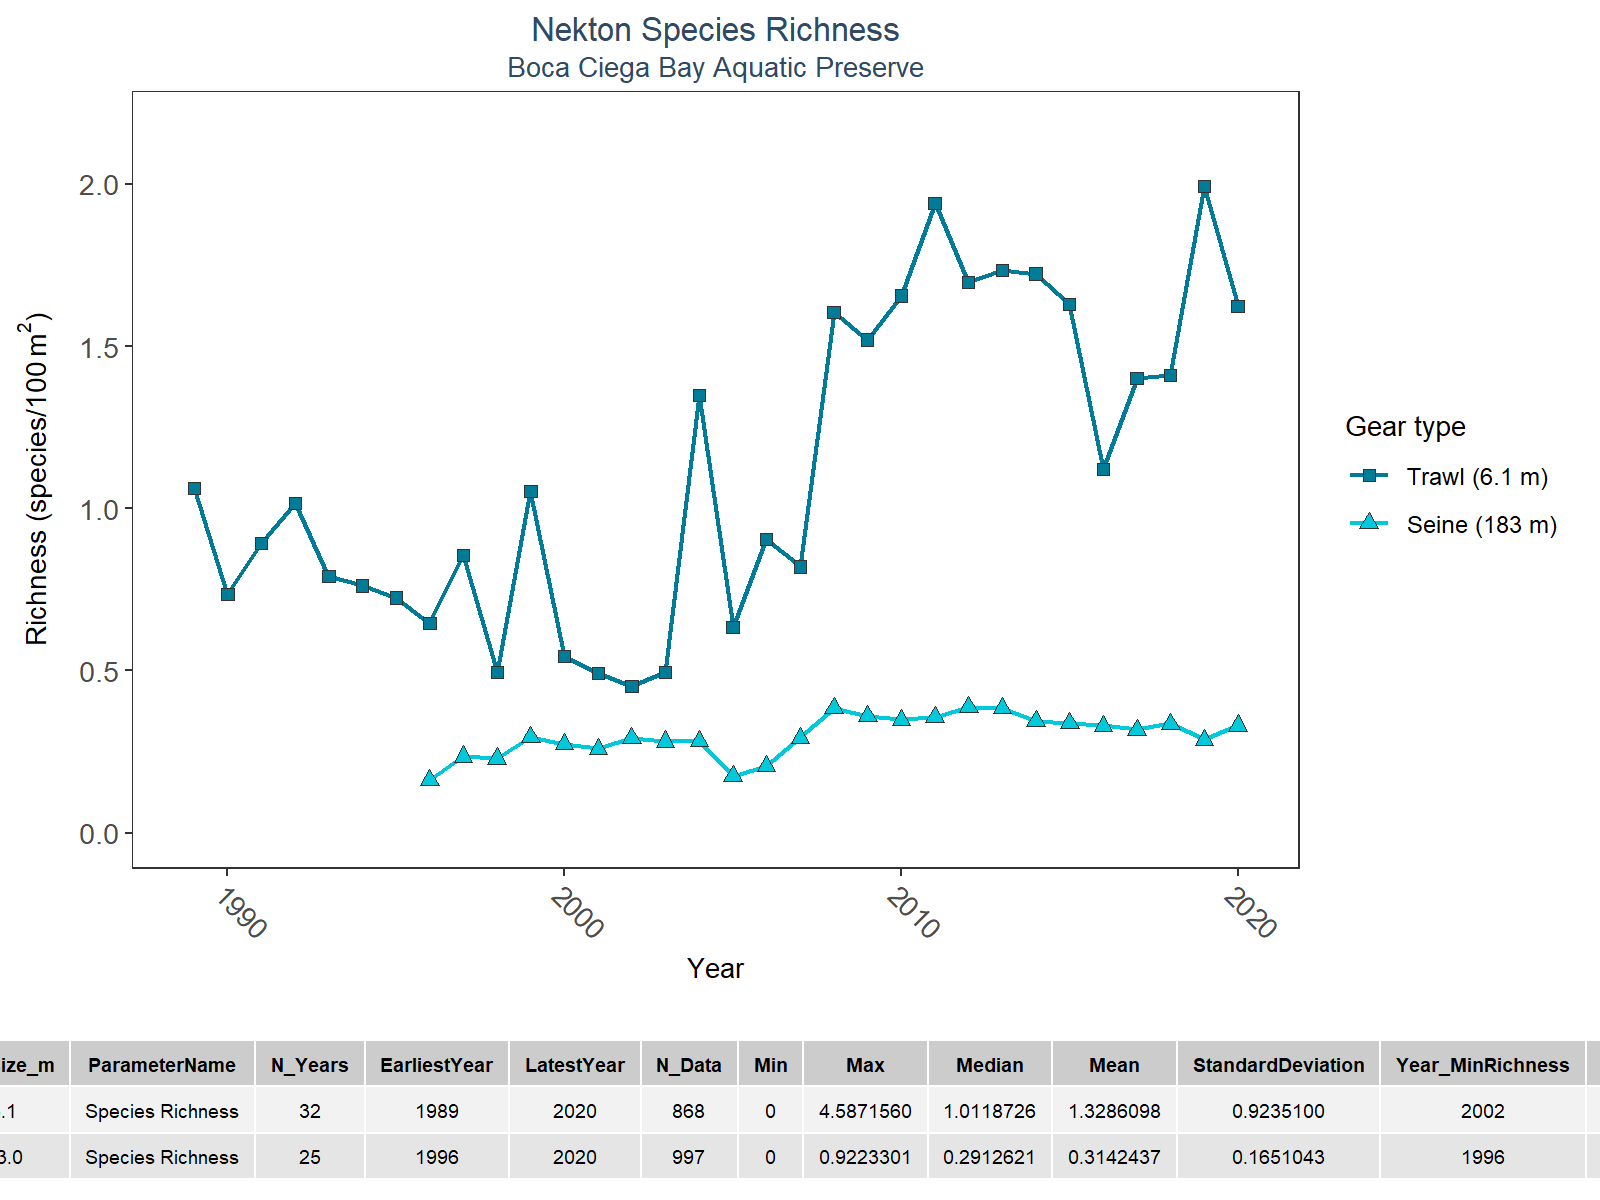 Nekton Species Richness
Boca Ciega Bay Aquatic Preserve
Richness (species/100 m²)
2.0
1.5
1.0
0.5
0.0
1990 2000 2010 2020
Year
Gear type
Trawl (6.1 m)
Seine (183 m)
ize_m ParameterName N_Years EarliestYear LatestYear N_Data Min Max Median Mean StandardDeviation Year_MinRichness
.1 Species Richness 32 1989 2020 868 0 4.5871560 1.0118726 1.3286098 0.9235100 2002
3.0 Species Richness 25 1996 2020 997 0 0.9223301 0.2912621 0.3142437 0.1651043 1996